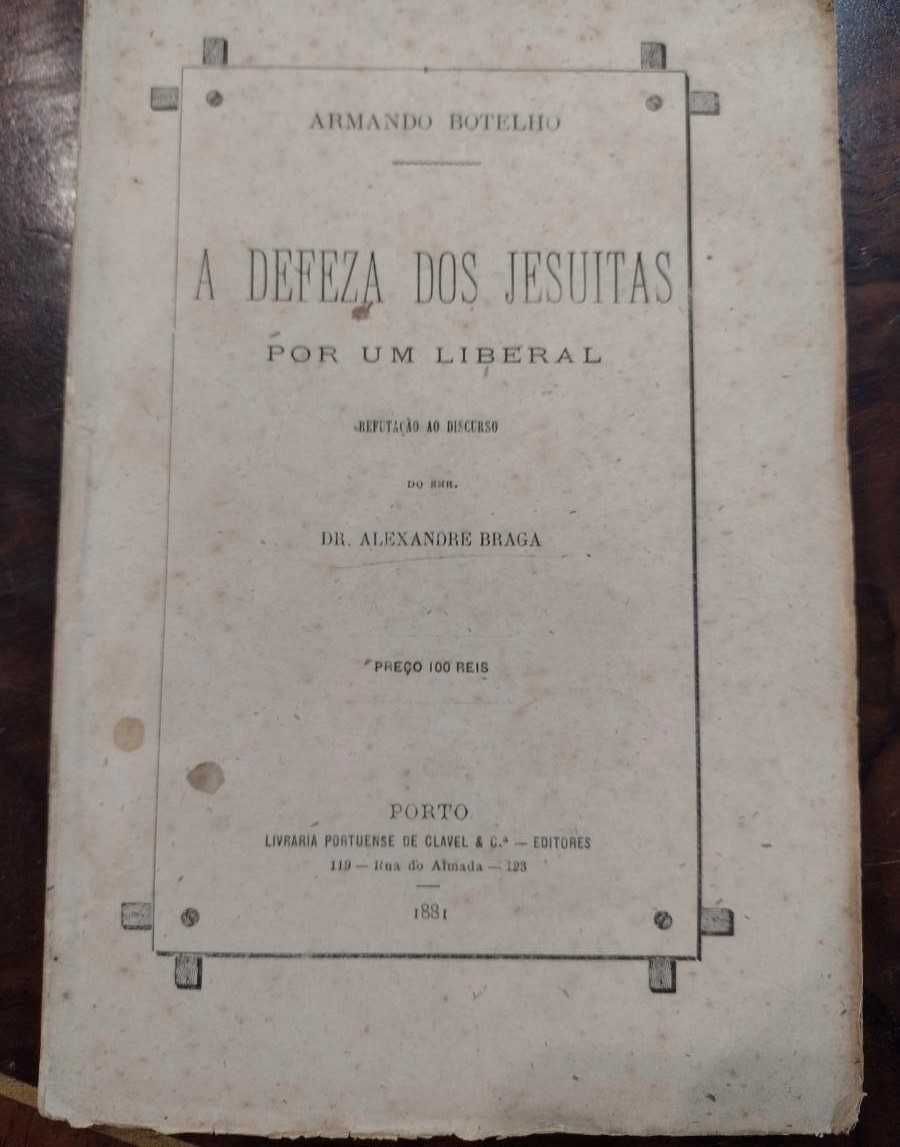 ARMANDO BOTELHO
A DEFEZA DOS JESUITAS
POR UM LIBERAL
REFUTAÇÃO AO DISCURSO
DO SNR.
DR. ALEXANDRE BRAGA
PREÇO 100 REIS
PORTO
LIVRARIA PORTUENSE DE CLAVEL & C.ª — EDITORES
119 — Rua do Almada — 123
1881